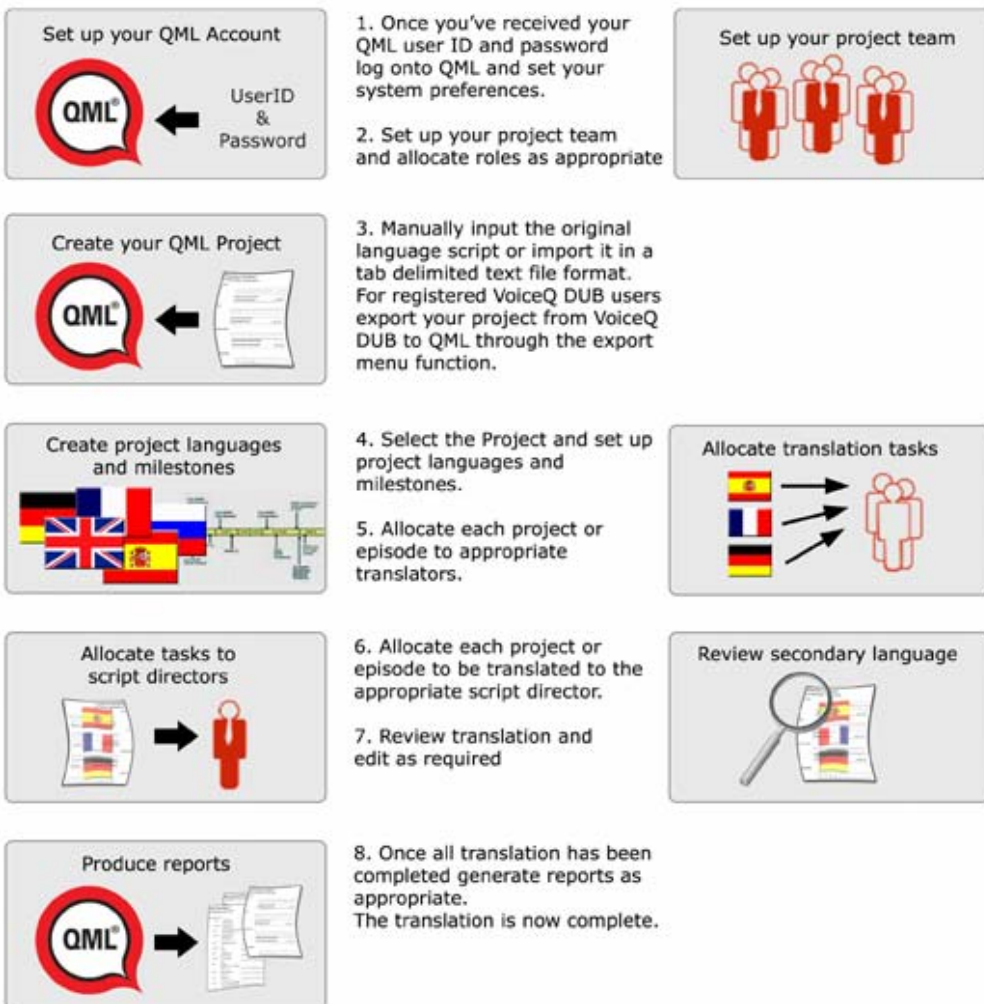 Set up your QML Account
QML®
UserID
&
Password
1. Once you've received your
QML user ID and password
log onto QML and set your
system preferences.
2. Set up your project team
and allocate roles as appropriate
Set up your project team
Create your QML Project
QML®
3. Manually input the original
language script or import it in a
tab delimited text file format.
For registered VoiceQ DUB users
export your project from VoiceQ
DUB to QML through the export
menu function.
Create project languages
and milestones
4. Select the Project and set up
project languages and
milestones.
5. Allocate each project or
episode to appropriate
translators.
Allocate translation tasks
Allocate tasks to
script directors
6. Allocate each project or
episode to be translated to the
appropriate script director.
7. Review translation and
edit as required
Review secondary language
Produce reports
QML®
8. Once all translation has been
completed generate reports as
appropriate.
The translation is now complete.